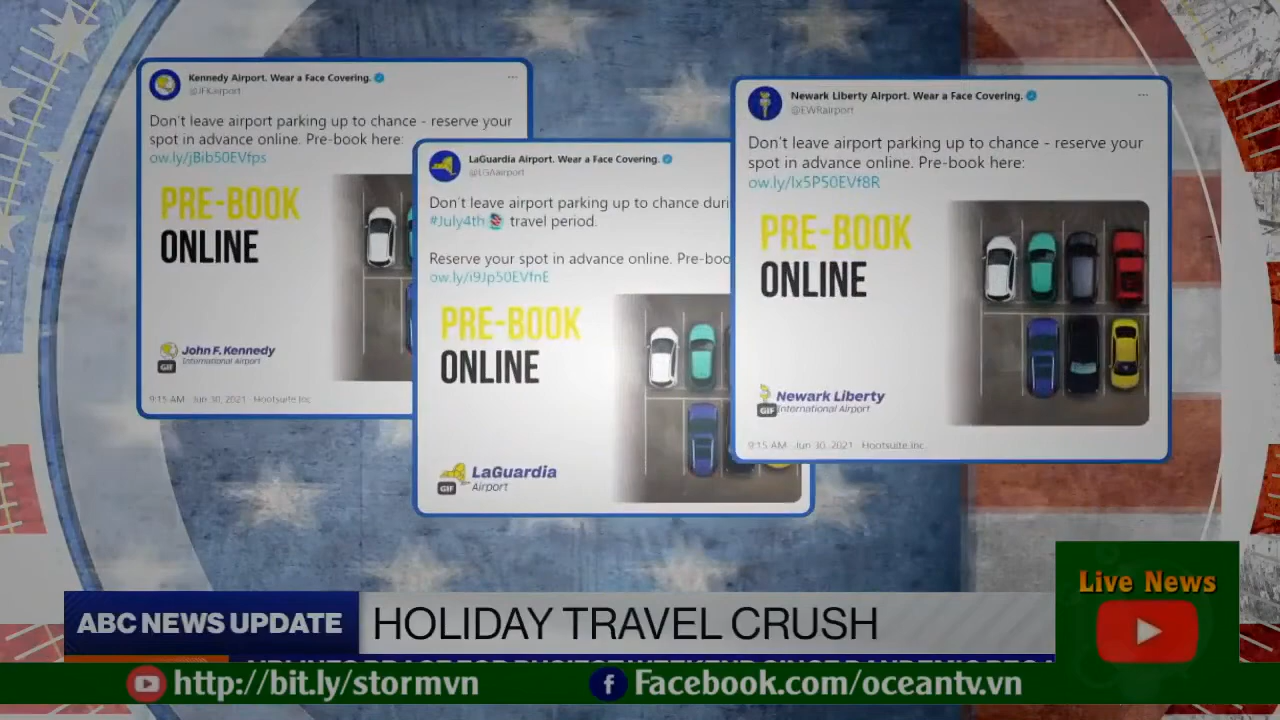 Kennedy Airport. Wear a Face Covering.
@JFKairport
Don't leave airport parking up to chance - reserve your
spot in advance online. Pre-book here:
ow.ly/jBib50EVfps
PRE-BOOK
ONLINE
John F. Kennedy
International Airport
GIF
9:15 AM · Jun 30, 2021 · Hootsuite Inc.
LaGuardia Airport. Wear a Face Covering.
@LGAairport
Don't leave airport parking up to chance duri
#July4th travel period.
Reserve your spot in advance online. Pre-boo
ow.ly/i9Jp50EVfnE
PRE-BOOK
ONLINE
LaGuardia
Airport
GIF
Newark Liberty Airport. Wear a Face Covering.
@EWRairport
Don't leave airport parking up to chance - reserve your
spot in advance online. Pre-book here:
ow.ly/lx5P50EVf8R
PRE-BOOK
ONLINE
Newark Liberty
International Airport
GIF
9:15 AM · Jun 30, 2021 · Hootsuite Inc.
Live News
ABC NEWS UPDATE
HOLIDAY TRAVEL CRUSH
http://bit.ly/stormvn
Facebook.com/oceantv.vn